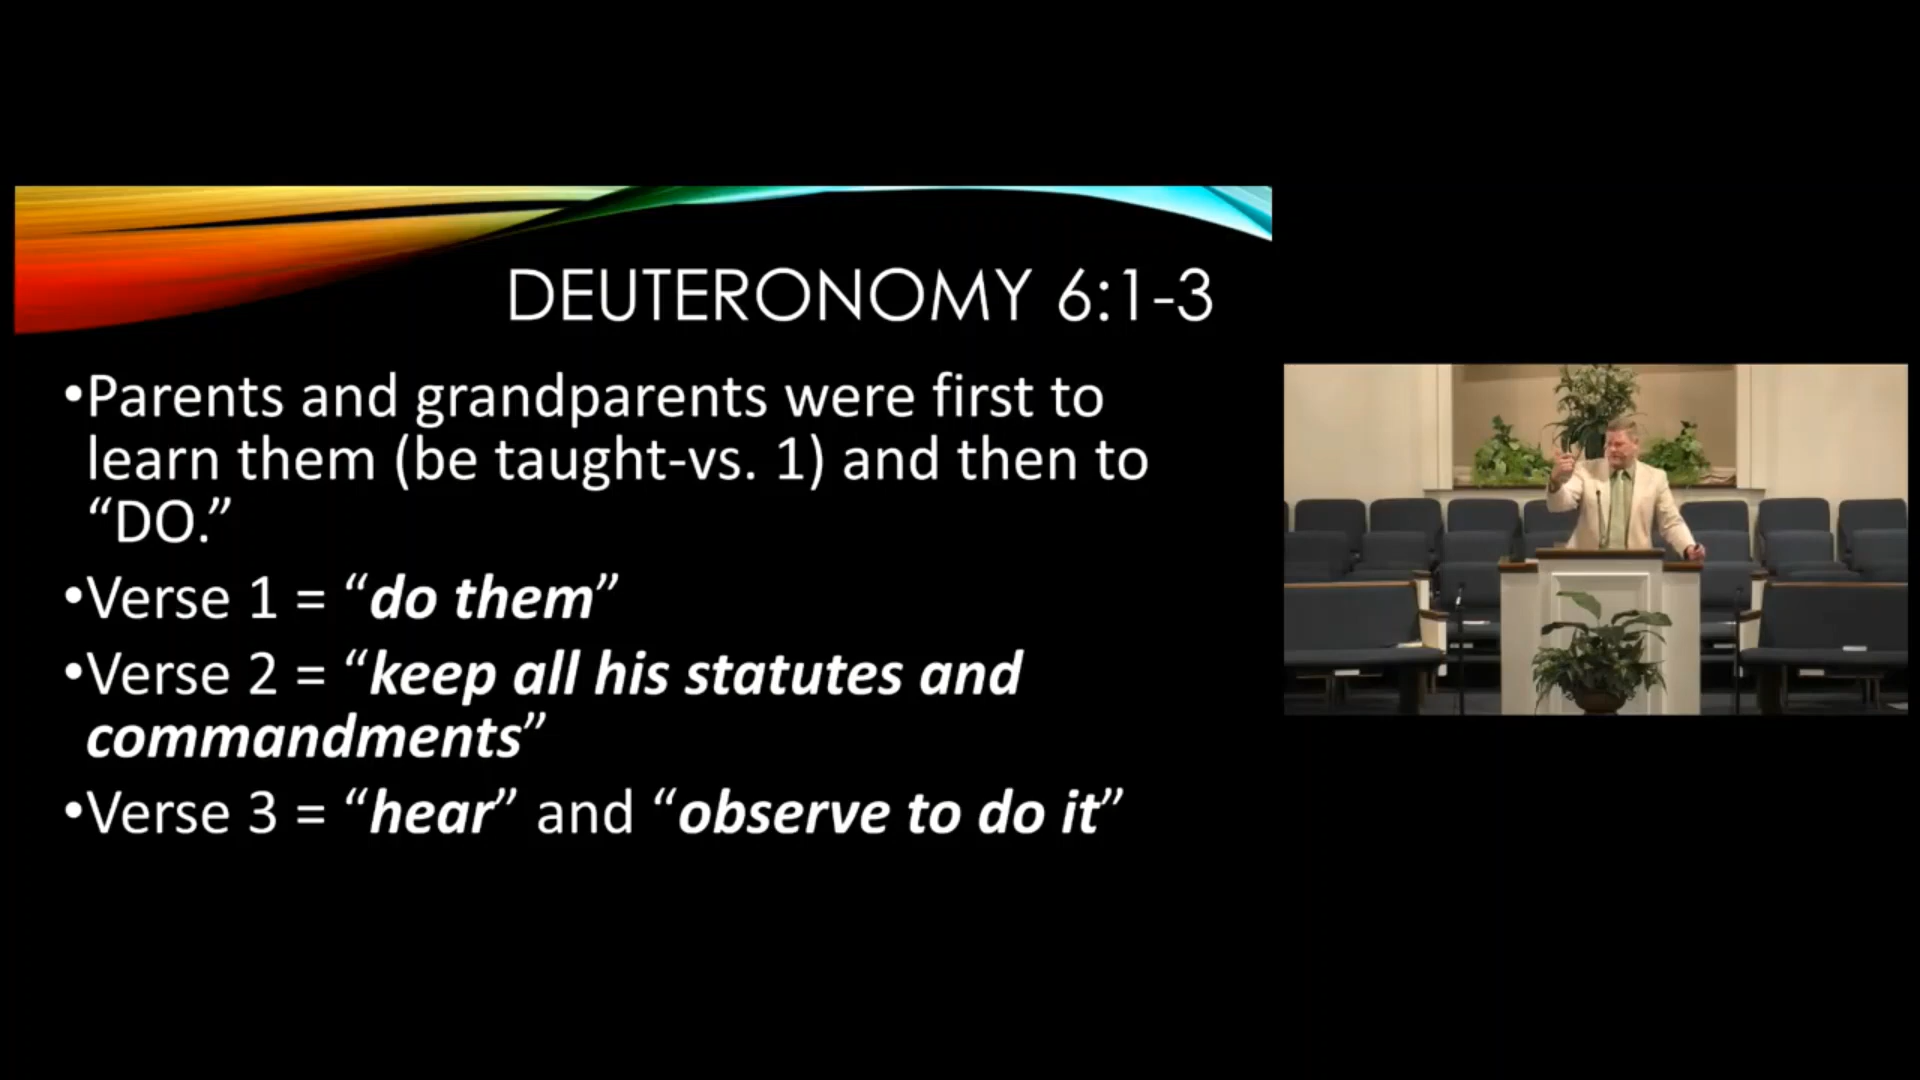 DEUTERONOMY 6:1-3
•Parents and grandparents were first to
learn them (be taught-vs. 1) and then to
“DO.”
•Verse 1 = “do them”
•Verse 2 = “keep all his statutes and
commandments”
•Verse 3 = “hear” and “observe to do it”